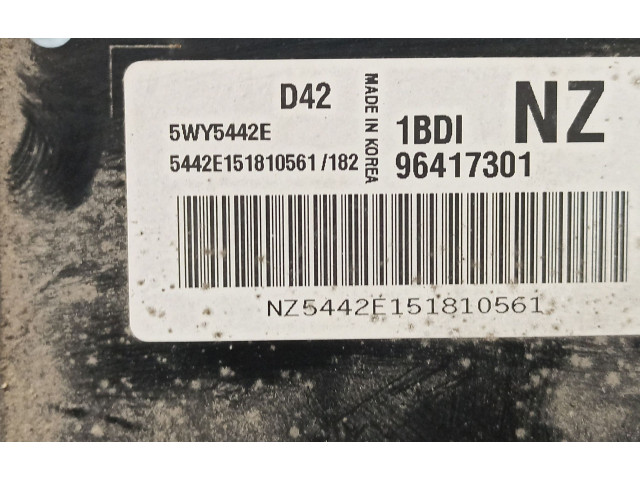 D42
5WY5442E
5442E151810561 /182
MADE IN KOREA
1BDI
NZ
96417301
NZ5442E151810561